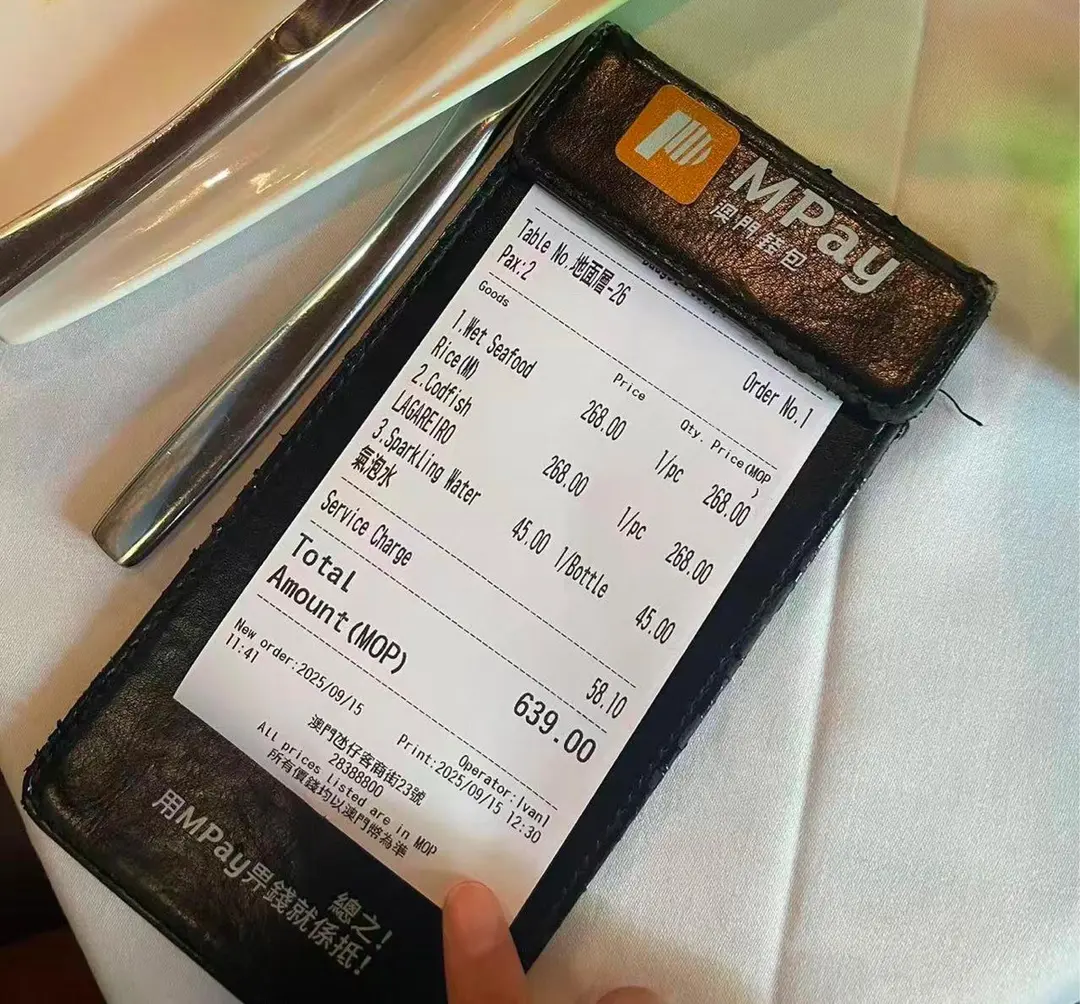 MPay
澳門錢包
Table No.地面層-26
Order No.1
Pax:2
Goods Price Qty. Price(MOP
)
1.Wet Seafood
Rice(M) 268.00 1/pc 268.00
2.Codfish
LAGAREIRO 268.00 1/pc 268.00
3.Sparkling Water
氣泡水 45.00 1/Bottle 45.00
Service Charge 58.10
Total
Amount(MOP) 639.00
New order:2025/09/15
11:41
Operator:Ivan1
Print:2025/09/15 12:30
澳門氹仔客商街23號
28388800
All prices listed are in MOP
所有價錢均以澳門幣為準
總之!
用MPay畀錢就係抵!